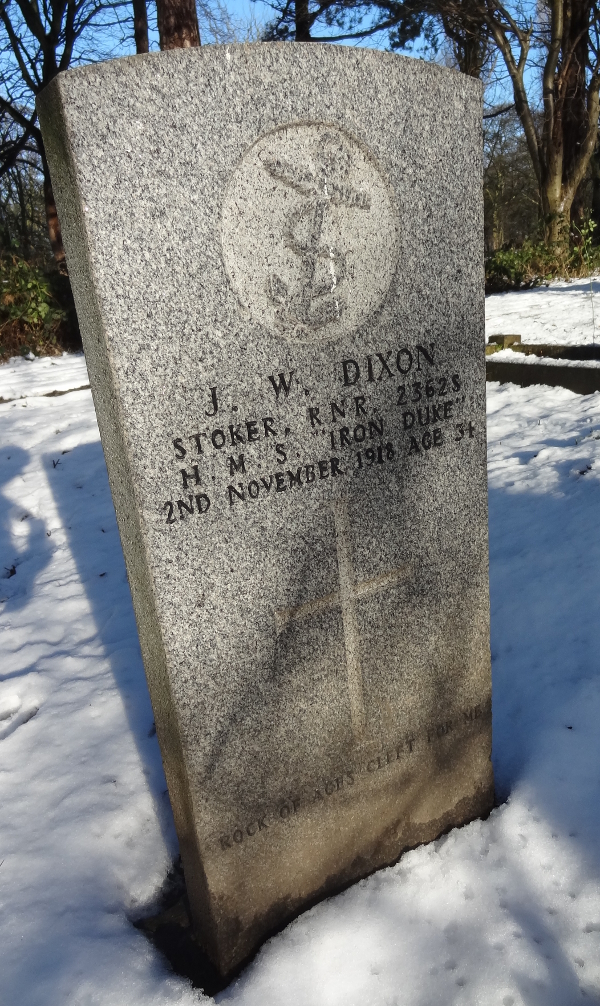 J. W. DIXON
STOKER, R.N.R. 2362S
H. M. S. "IRON DUKE"
2ND NOVEMBER 1918 AGE 34
ROCK OF AGES CLEFT FOR ME